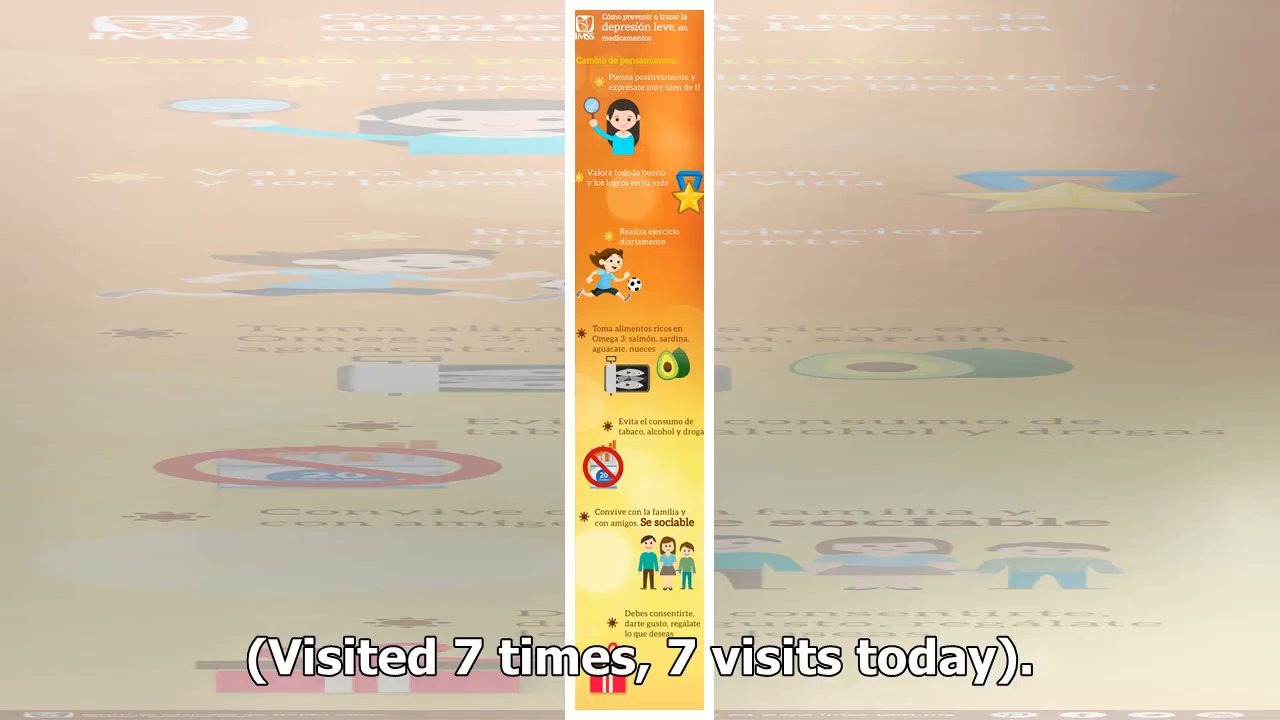 IMSS
Cómo prevenir o tratar la
depresión leve, sin
medicamentos
Cambio de pensamientos:
Piensa positivamente y
exprésate muy bien de ti
Valora todo lo bueno
y los logros en tu vida
Realiza ejercicio
diariamente
Toma alimentos ricos en
Omega 3: salmón, sardina,
aguacate, nueces
Evita el consumo de
tabaco, alcohol y droga
20
Convive con la familia y
con amigos. Se sociable
Debes consentirte,
darte gusto, regálate
lo que deseas
(Visited 7 times, 7 visits today).